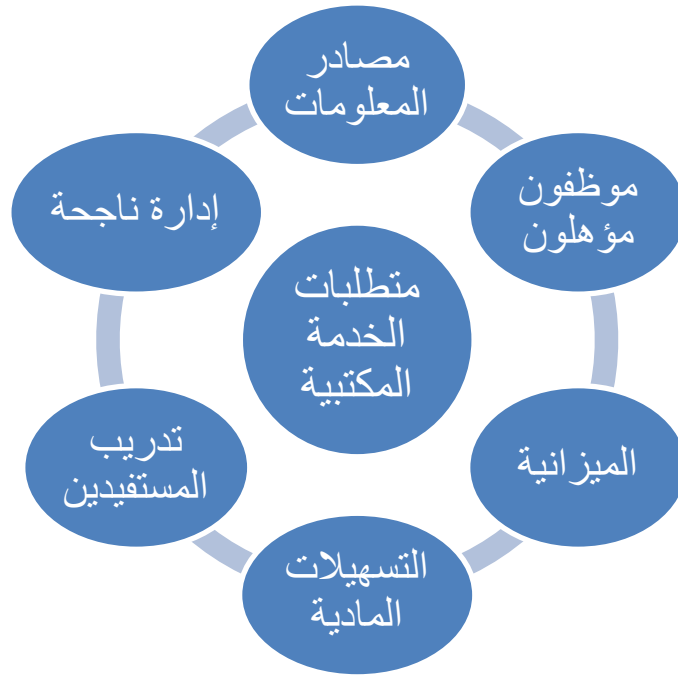 مصادر
المعلومات
موظفون
مؤهلون
إدارة ناجحة
متطلبات
الخدمة
المكتبية
الميزانية
تدريب
المستفيدين
التسهيلات
المادية